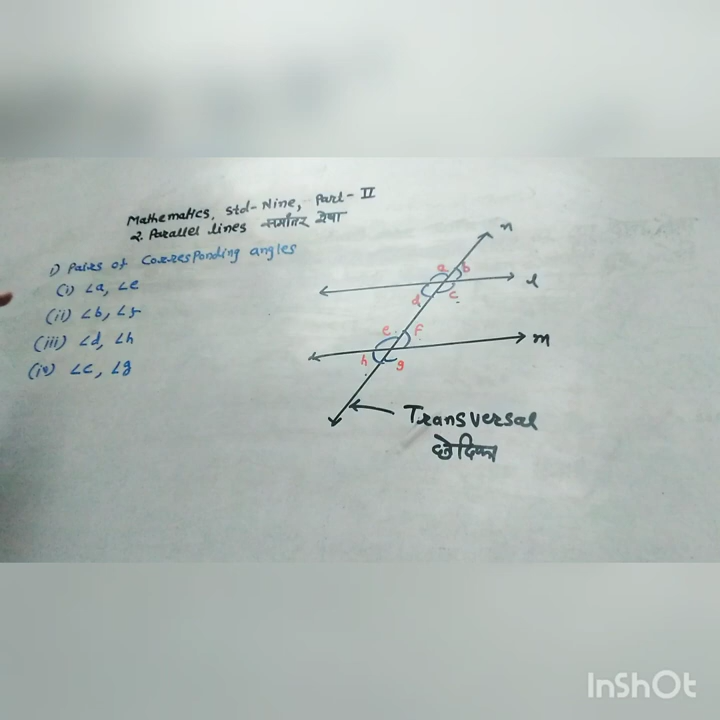 Mathematics, Std-Nine, Part-II
2. Parallel lines समांतर रेषा
1) Pairs of Corresponding angles
(i) ∠a, ∠e
(ii) ∠b, ∠f
(iii) ∠d, ∠h
(iv) ∠c, ∠g
n
a b
l
d c
e f
m
h g
Transversal
छेदिका
InShOt